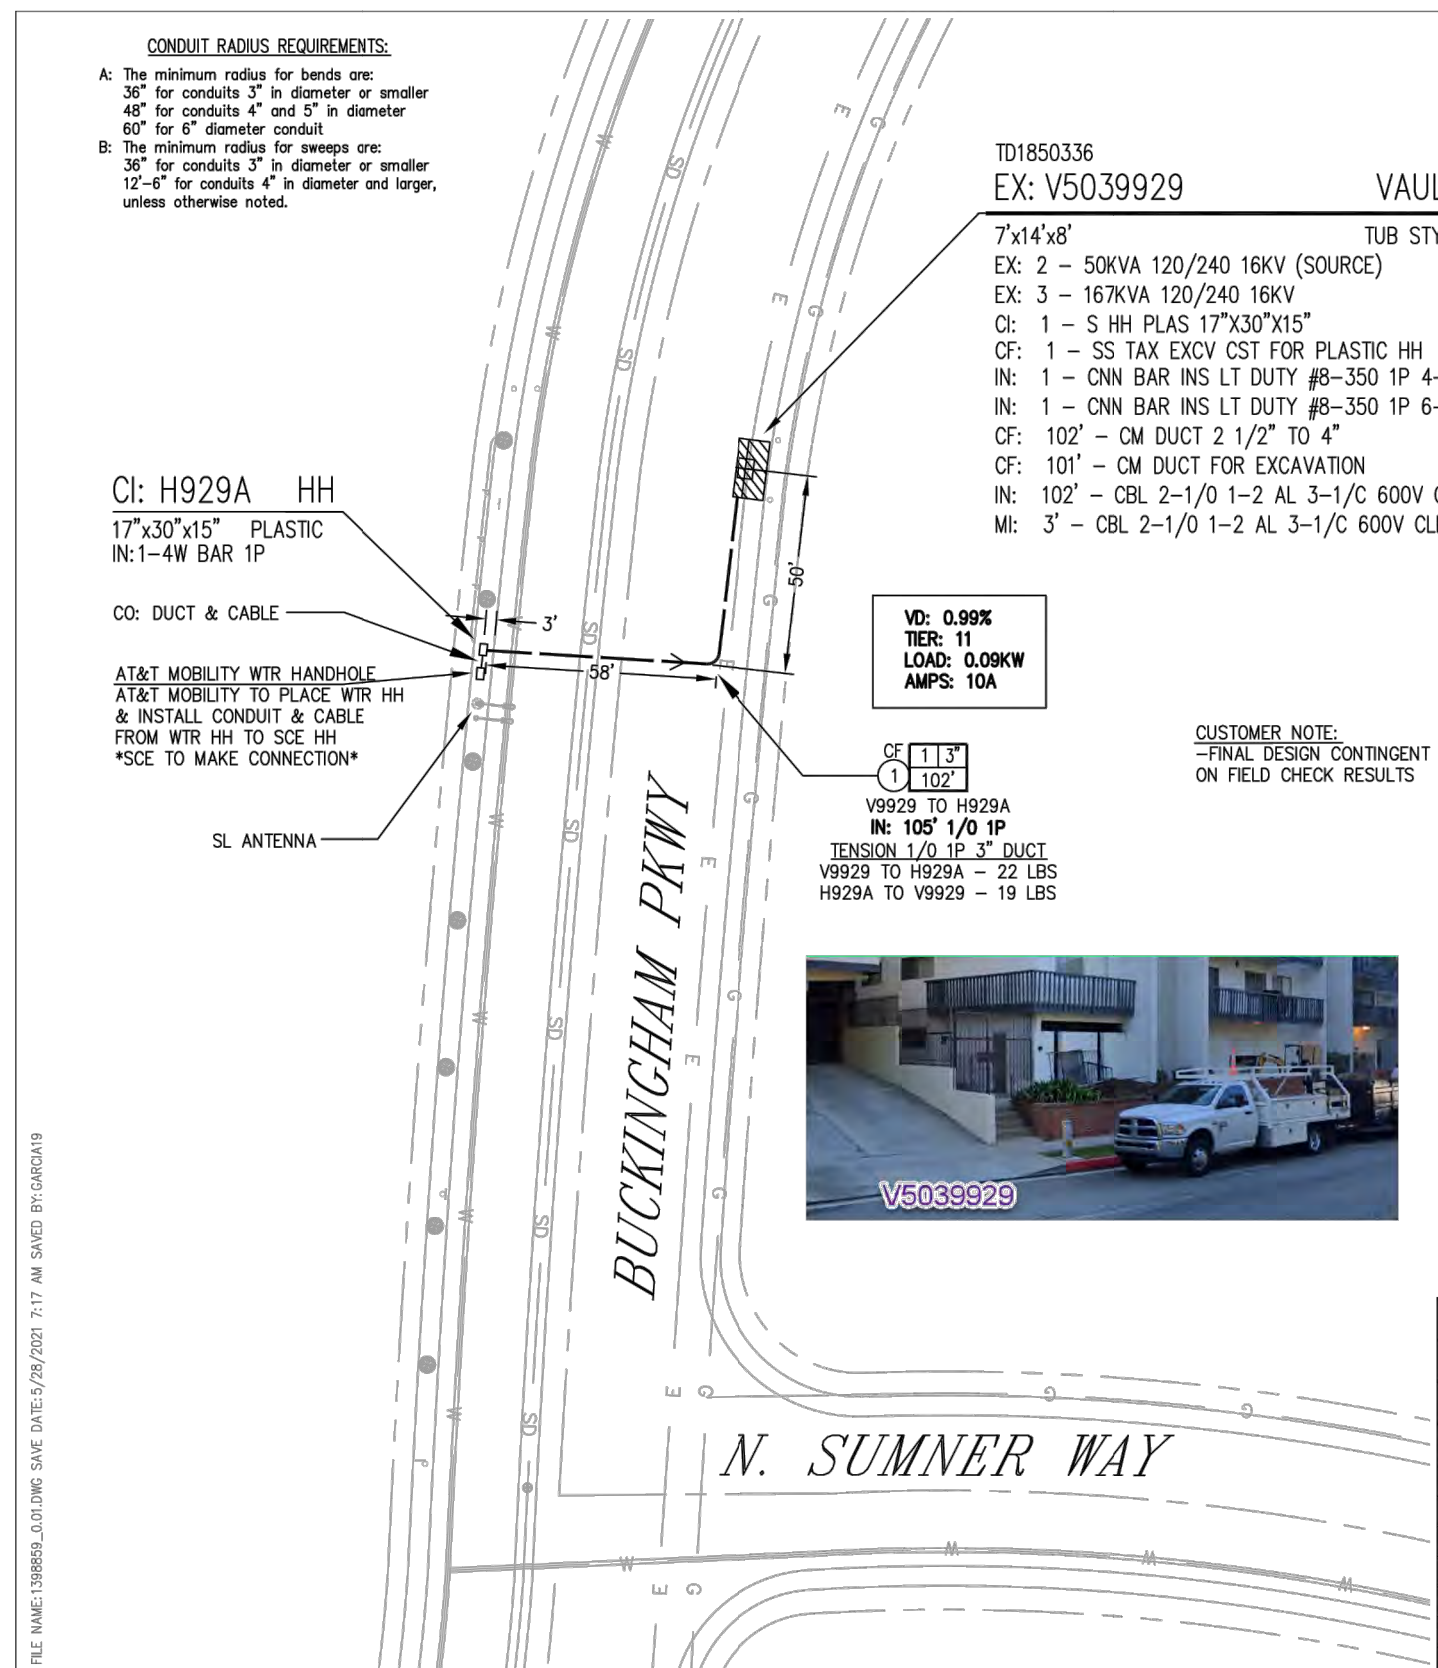 CONDUIT RADIUS REQUIREMENTS:
A: The minimum radius for bends are:
36" for conduits 3" in diameter or smaller
48" for conduits 4" and 5" in diameter
60" for 6" diameter conduit
B: The minimum radius for sweeps are:
36" for conduits 3" in diameter or smaller
12'-6" for conduits 4" in diameter and larger,
unless otherwise noted.
TD1850336
EX: V5039929 VAUL
7'x14'x8' TUB STY
EX: 2 - 50KVA 120/240 16KV (SOURCE)
EX: 3 - 167KVA 120/240 16KV
CI: 1 - S HH PLAS 17"X30"X15"
CF: 1 - SS TAX EXCV CST FOR PLASTIC HH
IN: 1 - CNN BAR INS LT DUTY #8-350 1P 4-
IN: 1 - CNN BAR INS LT DUTY #8-350 1P 6-
CF: 102' - CM DUCT 2 1/2" TO 4"
CF: 101' - CM DUCT FOR EXCAVATION
IN: 102' - CBL 2-1/0 1-2 AL 3-1/C 600V
MI: 3' - CBL 2-1/0 1-2 AL 3-1/C 600V CL
CI: H929A HH
17"x30"x15" PLASTIC
IN:1-4W BAR 1P
CO: DUCT & CABLE
AT&T MOBILITY WTR HANDHOLE
AT&T MOBILITY TO PLACE WTR HH
& INSTALL CONDUIT & CABLE
FROM WTR HH TO SCE HH
*SCE TO MAKE CONNECTION*
SL ANTENNA
3'
58'
50'
VD: 0.99%
TIER: 11
LOAD: 0.09KW
AMPS: 10A
CF 1 3"
1 102'
V9929 TO H929A
IN: 105' 1/0 1P
TENSION 1/0 1P 3" DUCT
V9929 TO H929A - 22 LBS
H929A TO V9929 - 19 LBS
CUSTOMER NOTE:
-FINAL DESIGN CONTINGENT
ON FIELD CHECK RESULTS
BUCKINGHAM PKWY
V5039929
N. SUMNER WAY
W
W
W
W
W
W
W
W
W
W
W
W
SD
SD
SD
SD
SD
SD
SD
E
E
E
E
E
E
E
E
G
G
G
G
G
G
G
G
G
G
FILE NAME:1398859_0.01.DWG SAVE DATE:5/28/2021 7:17 AM SAVED BY:GARCIA19